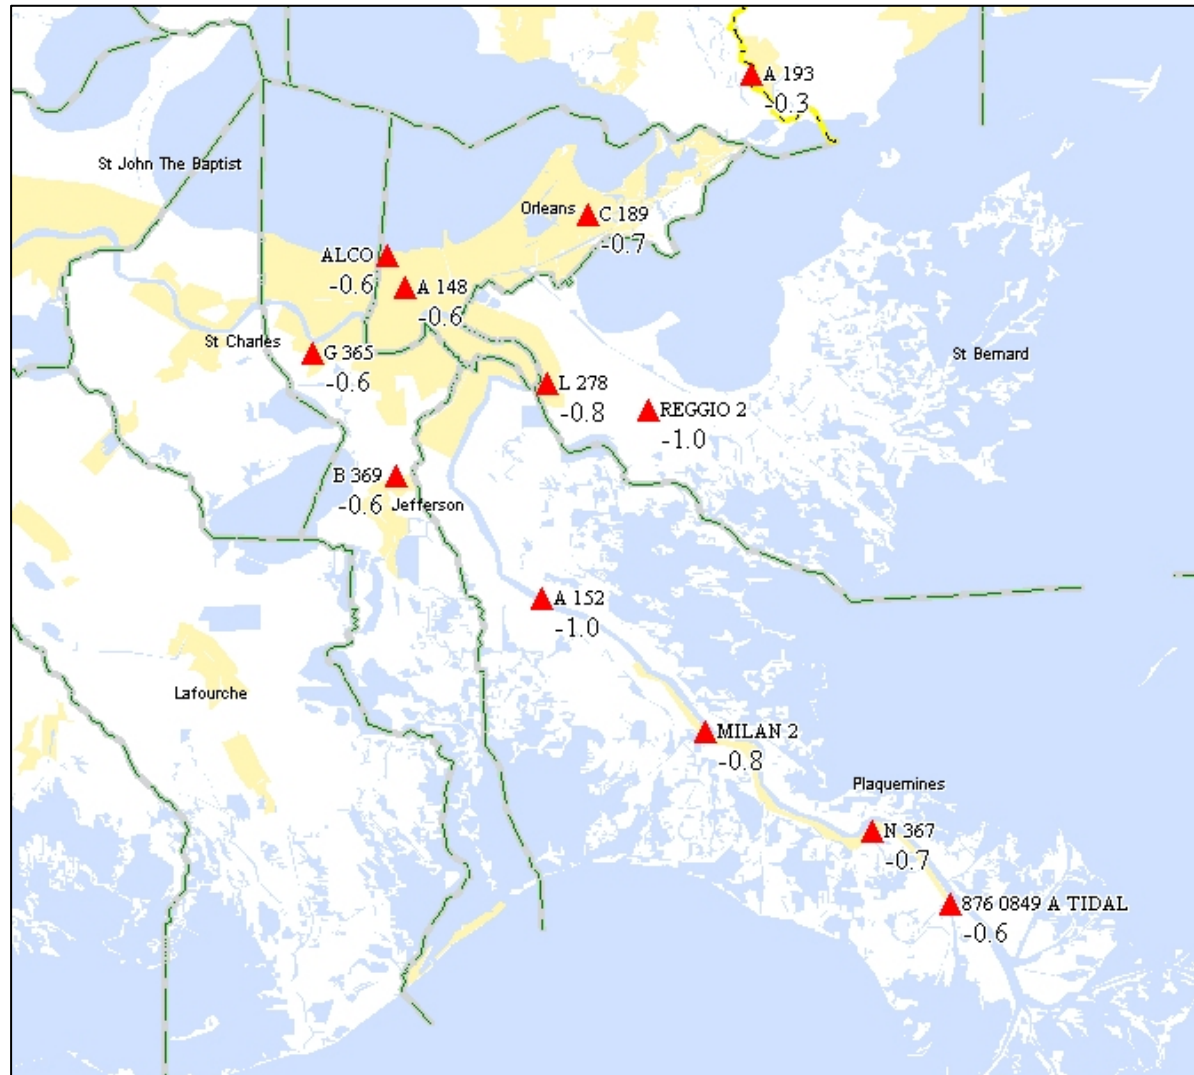 A 193
-0.3
St John The Baptist
Orleans
C 189
-0.7
ALCO
-0.6
A 148
-0.6
St Charles
G 365
-0.6
St Bernard
L 278
-0.8
REGGIO 2
-1.0
B 369
-0.6
Jefferson
A 152
-1.0
Lafourche
MILAN 2
-0.8
Plaquemines
N 367
-0.7
876 0849 A TIDAL
-0.6